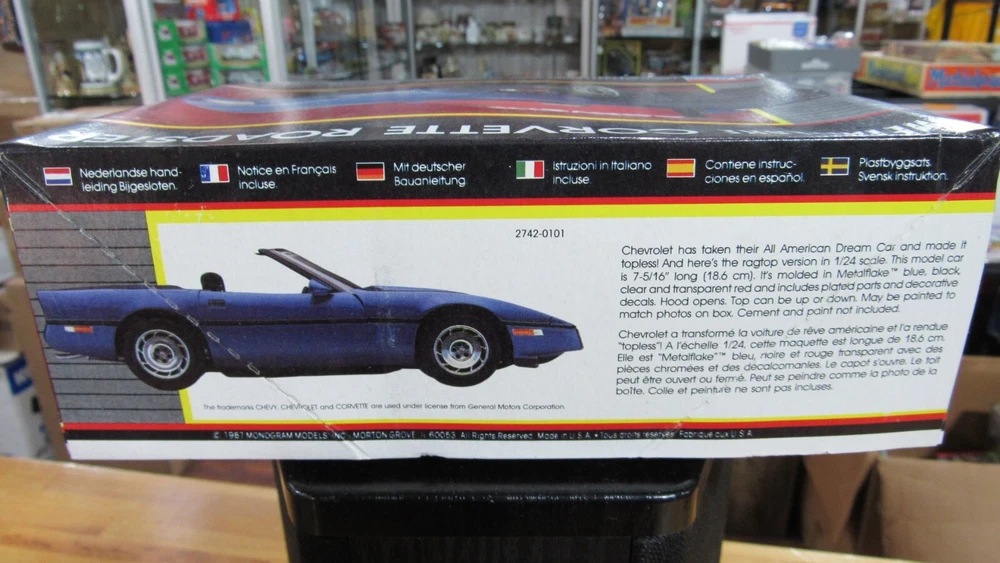 CORVETTE ROADSTER
Nederlandse hand-
leiding Bijgesloten.
Notice en Français
incluse.
Mit deutscher
Bauanleitung
Istruzioni in Italiano
incluse.
Contiene instruc-
ciones en español.
Plastbyggsats.
Svensk instruktion.
2742-0101
Chevrolet has taken their All American Dream Car and made it
topless! And here's the ragtop version in 1/24 scale. This model car
is 7-5/16" long (18.6 cm). It's molded in Metalflake™ blue, black,
clear and transparent red and includes plated parts and decorative
decals. Hood opens. Top can be up or down. May be painted to
match photos on box. Cement and paint not included.
Chevrolet a transformé la voiture de rêve américaine et l'a rendue
"topless"! A l'échelle 1/24, cette maquette est longue de 18.6 cm.
Elle est "Metalflake"™ bleu, noire et rouge transparent avec des
pièces chromées et des décalcomanies. Le capot s'ouvre. Le toit
peut être ouvert ou fermé. Peut se peindre comme la photo de la
boîte. Colle et peinture ne sont pas incluses.
The trademarks CHEVY, CHEVROLET and CORVETTE are used under license from General Motors Corporation.
© 1987 MONOGRAM MODELS, INC., MORTON GROVE, IL 60053. All Rights Reserved. Made in U.S.A. • Tous droits réservés. Fabriqué aux U.S.A.